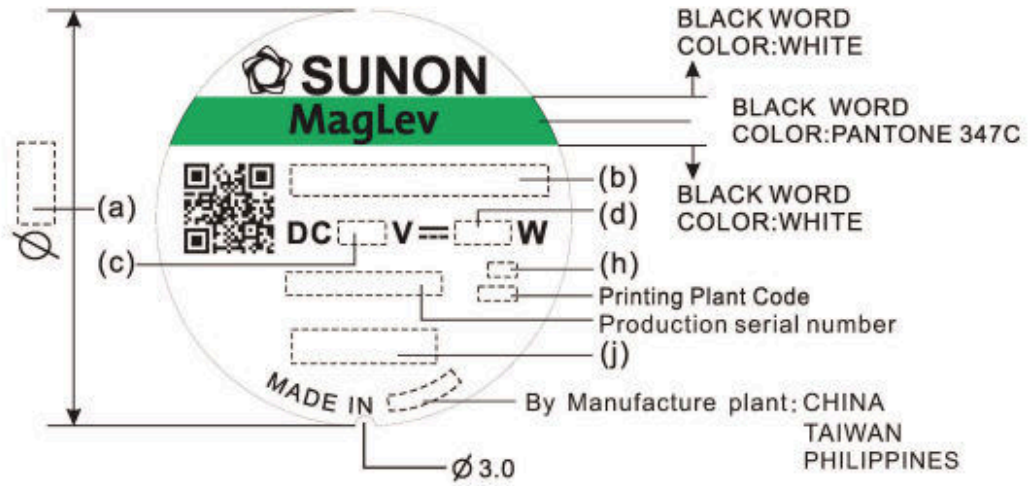 BLACK WORD
COLOR:WHITE
SUNON
MagLev
BLACK WORD
COLOR:PANTONE 347C
(b)
BLACK WORD
COLOR:WHITE
(a)
(d)
DC V W
Ø
(c)
(h)
Printing Plant Code
Production serial number
(j)
MADE IN
By Manufacture plant: CHINA
TAIWAN
PHILIPPINES
Ø3.0